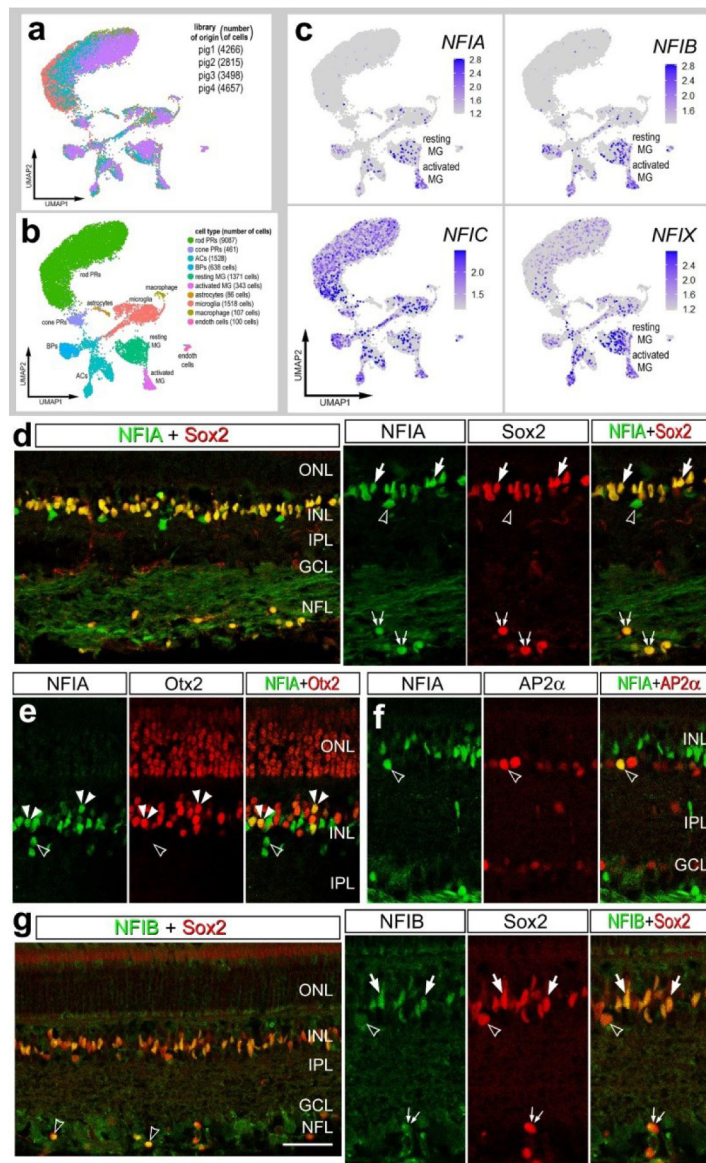 a
library
of
origin
(number
of cells)
pig1 (4266)
pig2 (2815)
pig3 (3498)
pig4 (4657)
UMAP2
UMAP1
b
cell type (number of cells)
rod PRs (9087)
cone PRs (461)
ACs (1528)
BPs (638 cells)
resting MG (1371 cells)
activated MG (343 cells)
astrocytes (86 cells)
microglia (1518 cells)
macrophage (107 cells)
endoth cells (100 cells)
rod PRs
macrophage
astrocytes
microglia
cone PRs
resting
MG
BPs
endoth
cells
ACs
activated
MG
UMAP2
UMAP1
c
NFIA
2.8
2.4
2.0
1.6
1.2
resting
MG
activated
MG
NFIB
2.8
2.4
2.0
1.6
resting
MG
activated
MG
NFIC
2.0
1.5
UMAP2
UMAP1
NFIX
2.5
2.0
1.5
resting
MG
activated
MG
d
NFIA + Sox2
ONL
INL
IPL
GCL
NFL
NFIA
Sox2
NFIA+Sox2
e
NFIA
Otx2
NFIA+Otx2
ONL
INL
IPL
f
NFIA
AP2α
NFIA+AP2α
INL
IPL
GCL
g
NFIB + Sox2
ONL
INL
IPL
GCL
NFL
NFIB
Sox2
NFIB+Sox2